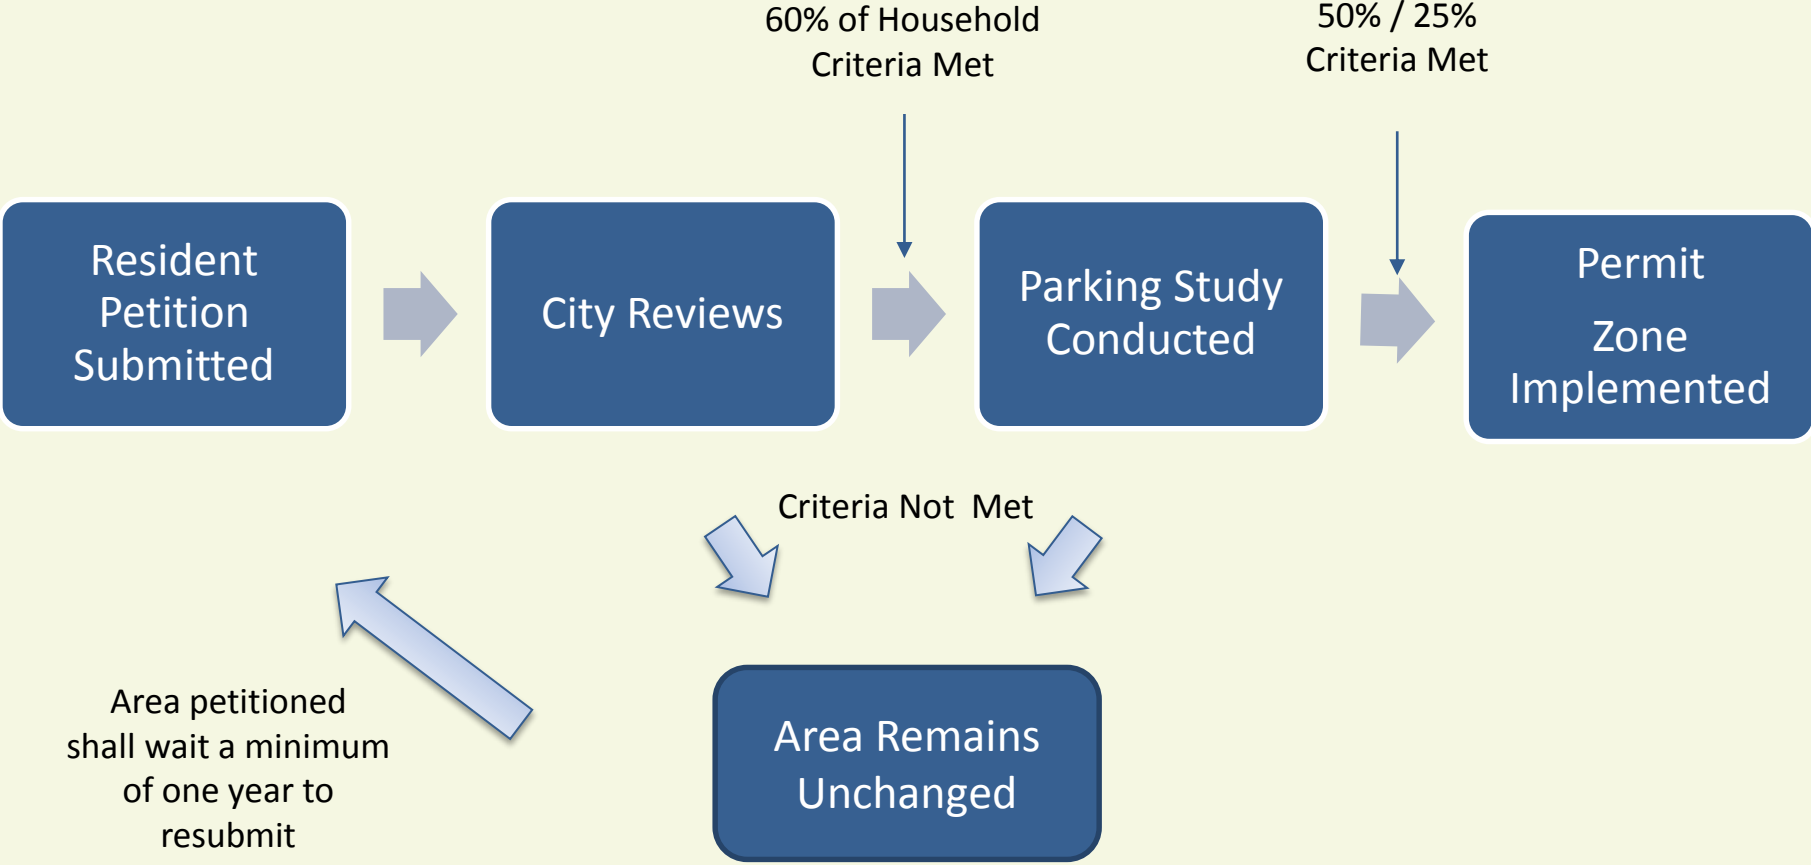 60% of Household
Criteria Met
50% / 25%
Criteria Met
Resident
Petition
Submitted
City Reviews
Parking Study
Conducted
Permit
Zone
Implemented
Criteria Not  Met
Area petitioned
shall wait a minimum
of one year to
resubmit
Area Remains
Unchanged